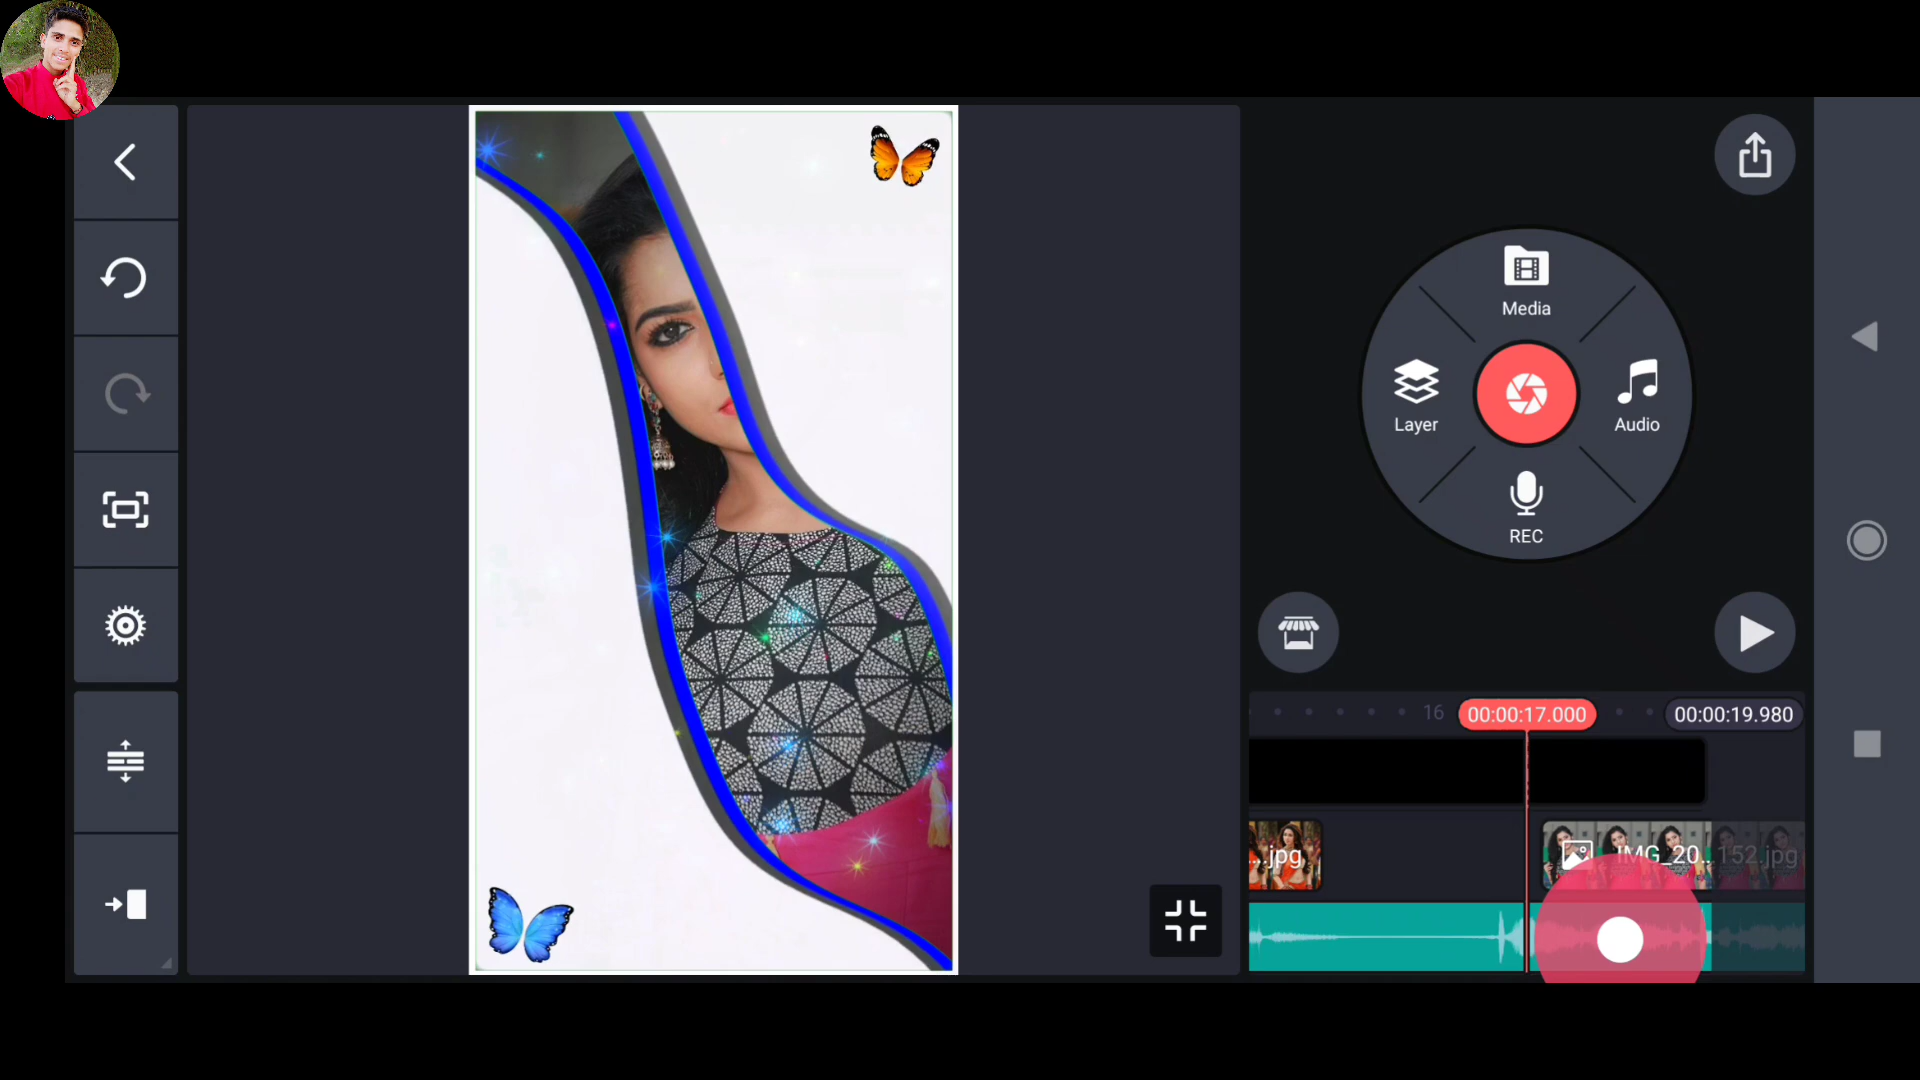 Media
Layer
Audio
REC
16
00:00:17.000
00:00:19.980
...jpg
IMG_20...152.jpg